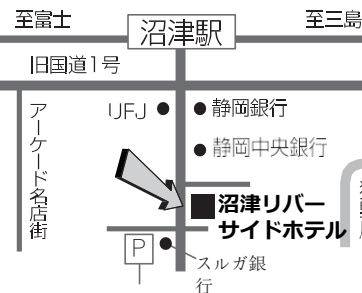 至富士
沼津駅
至三島
旧国道1号
アーケード名店街
UFJ
静岡銀行
静岡中央銀行
沼津リバー
サイドホテル
P
スルガ銀
行